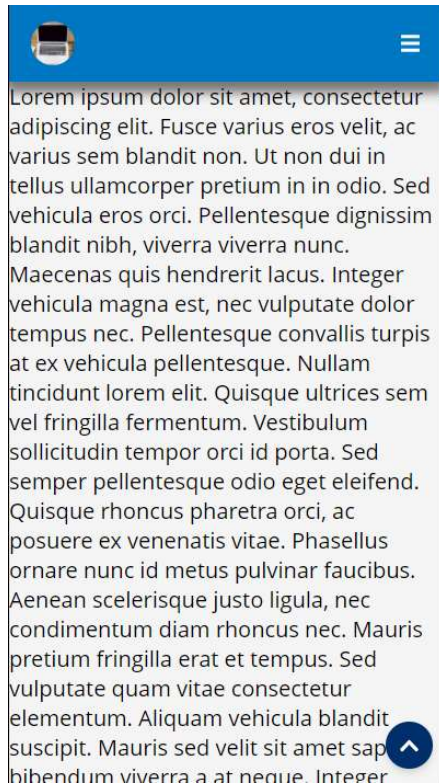 Lorem ipsum dolor sit amet, consectetur
adipiscing elit. Fusce varius eros velit, ac
varius sem blandit non. Ut non dui in
tellus ullamcorper pretium in in odio. Sed
vehicula eros orci. Pellentesque dignissim
blandit nibh, viverra viverra nunc.
Maecenas quis hendrerit lacus. Integer
vehicula magna est, nec vulputate dolor
tempus nec. Pellentesque convallis turpis
at ex vehicula pellentesque. Nullam
tincidunt lorem elit. Quisque ultrices sem
vel fringilla fermentum. Vestibulum
sollicitudin tempor orci id porta. Sed
semper pellentesque odio eget eleifend.
Quisque rhoncus pharetra orci, ac
posuere ex venenatis vitae. Phasellus
ornare nunc id metus pulvinar faucibus.
Aenean scelerisque justo ligula, nec
condimentum diam rhoncus nec. Mauris
pretium fringilla erat et tempus. Sed
vulputate quam vitae consectetur
elementum. Aliquam vehicula blandit
suscipit. Mauris sed velit sit amet
bibendum viverra a at neque. Integer